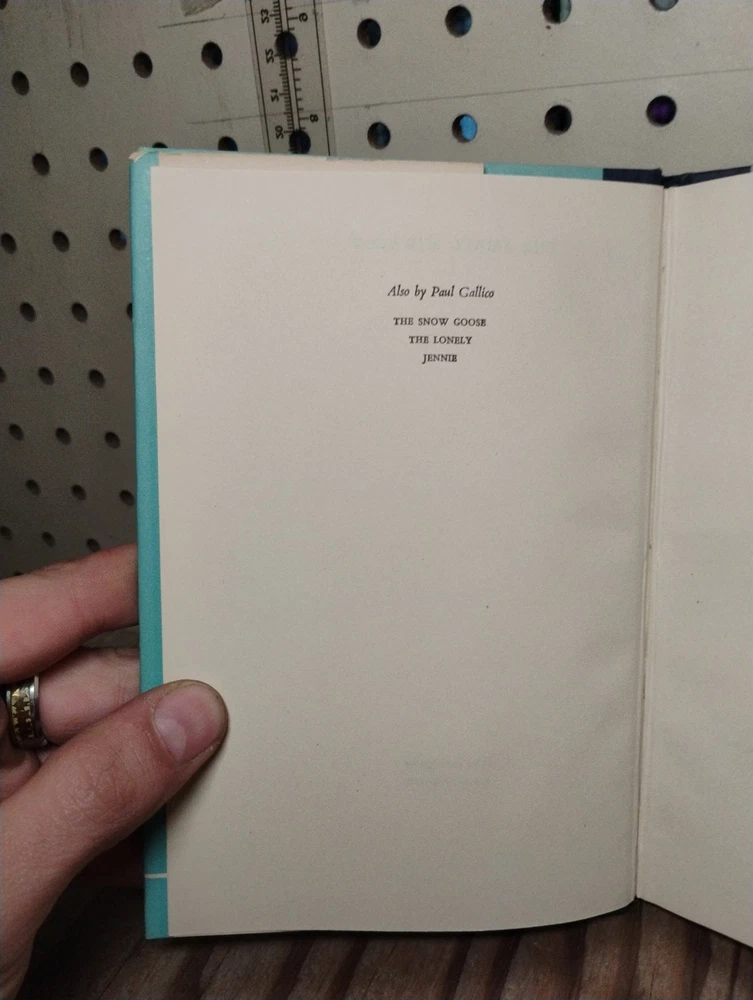 Also by Paul Gallico
THE SNOW GOOSE
THE LONELY
JENNIE